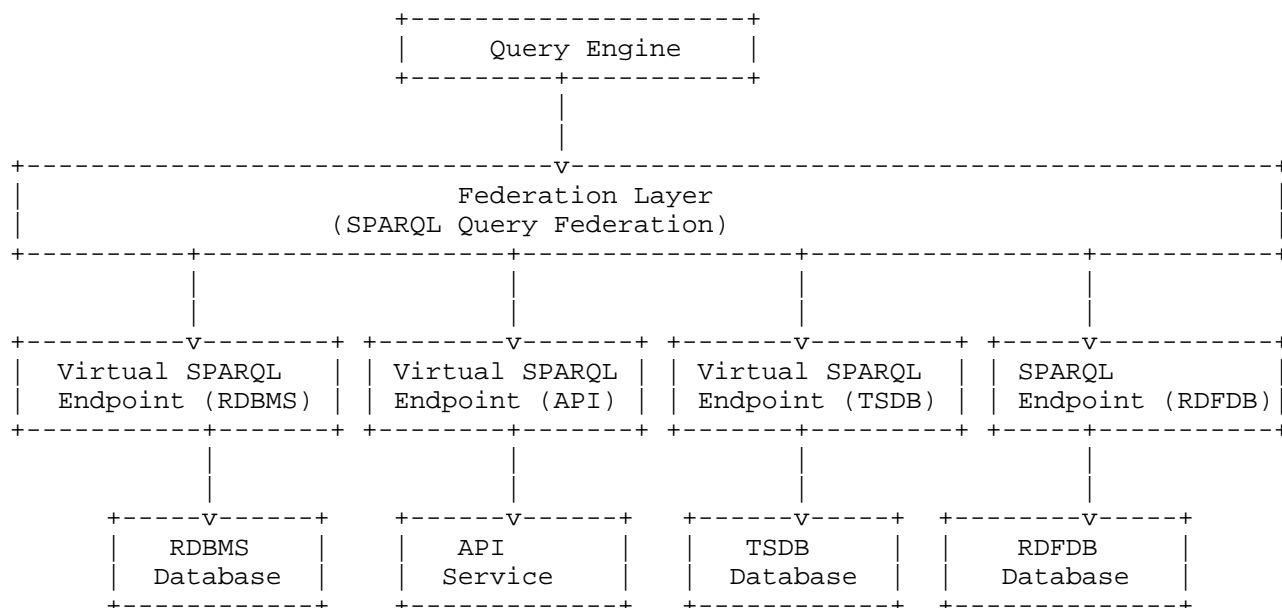 Query Engine
Federation Layer
(SPARQL Query Federation)
Virtual SPARQL
Endpoint (RDBMS)
Virtual SPARQL
Endpoint (API)
Virtual SPARQL
Endpoint (TSDB)
SPARQL
Endpoint (RDFDB)
RDBMS
Database
API
Service
TSDB
Database
RDFDB
Database